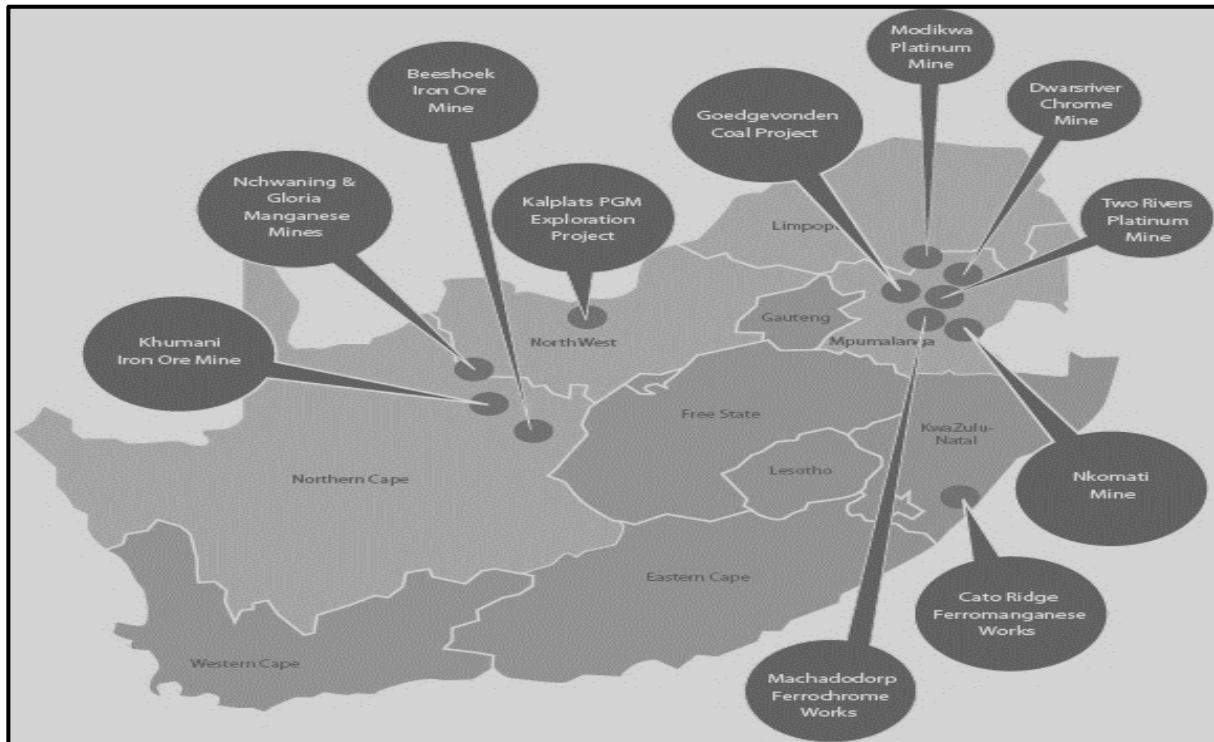 Modikwa
Platinum
Mine
Beeshoek
Iron Ore
Mine
Dwarsriver
Chrome
Mine
Goedgevonden
Coal Project
Nchwaning &
Gloria
Manganese
Mines
Kalplats PGM
Exploration
Project
Two Rivers
Platinum
Mine
Limpop
Khumani
Iron Ore Mine
Gauteng
North West
Mpumalanga
Free State
KwaZulu-
Natal
Lesotho
Northern Cape
Nkomati
Mine
Eastern Cape
Cato Ridge
Ferromanganese
Works
Western Cape
Machadodorp
Ferrochrome
Works